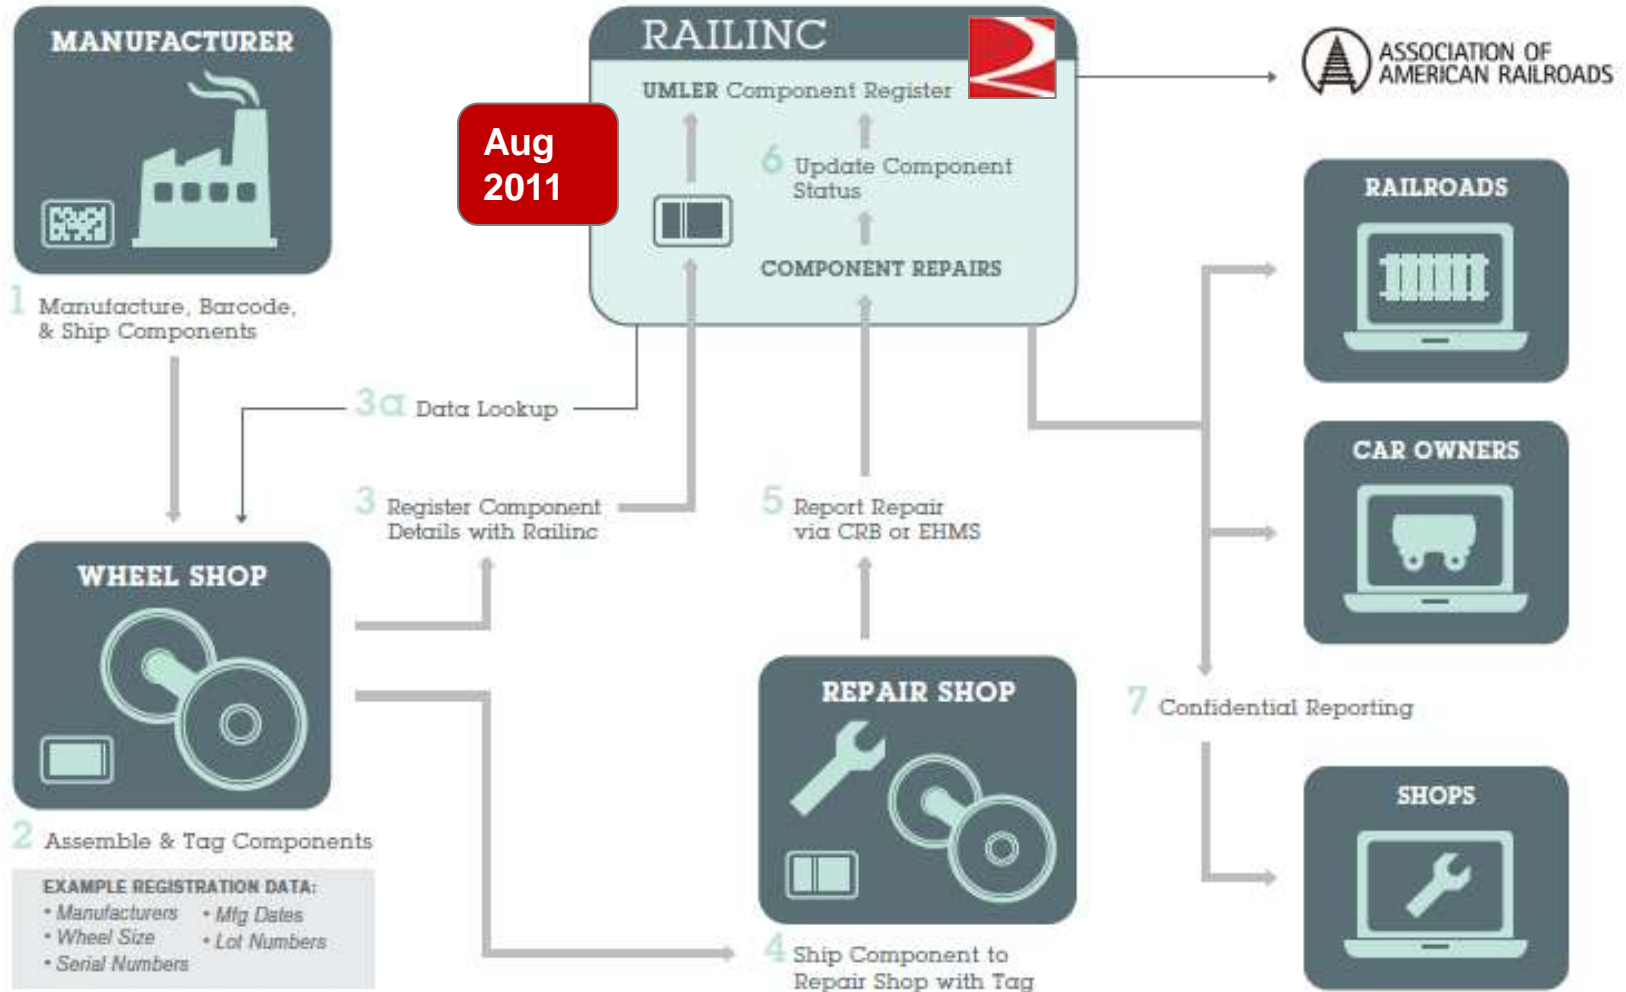 MANUFACTURER
1 Manufacture, Barcode,
& Ship Components
RAILINC
UMLER Component Register
Aug
2011
6 Update Component
Status
COMPONENT REPAIRS
ASSOCIATION OF
AMERICAN RAILROADS
RAILROADS
3a Data Lookup
CAR OWNERS
3 Register Component
Details with Railinc
5 Report Repair
via CRB or EHMS
WHEEL SHOP
REPAIR SHOP
7 Confidential Reporting
SHOPS
2 Assemble & Tag Components
EXAMPLE REGISTRATION DATA:
• Manufacturers • Mfg Dates
• Wheel Size • Lot Numbers
• Serial Numbers
4 Ship Component to
Repair Shop with Tag